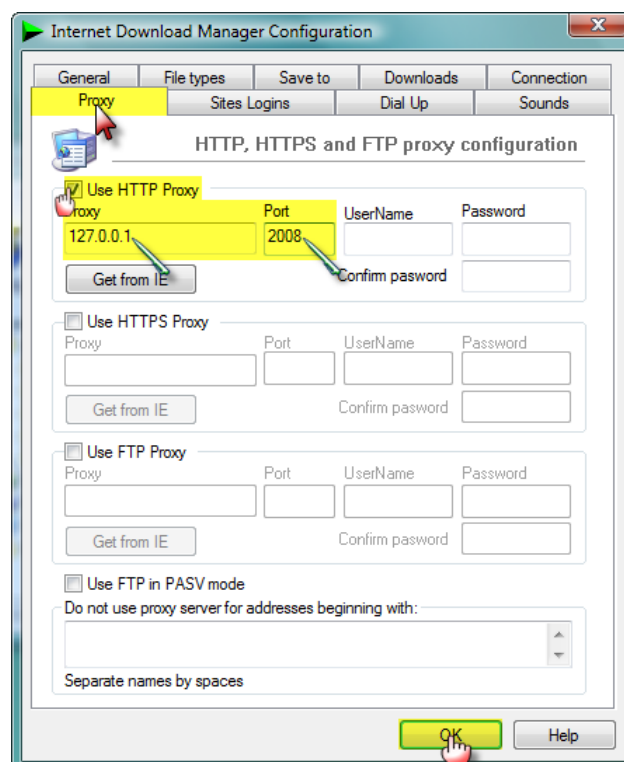 Internet Download Manager Configuration
General File types Save to Downloads Connection
Proxy Sites Logins Dial Up Sounds
HTTP, HTTPS and FTP proxy configuration
Use HTTP Proxy
Proxy Port UserName Password
127.0.0.1 2008
Get from IE Confirm pasword
Use HTTPS Proxy
Proxy Port UserName Password
Get from IE Confirm pasword
Use FTP Proxy
Proxy Port UserName Password
Get from IE Confirm pasword
Use FTP in PASV mode
Do not use proxy server for addresses beginning with:
Separate names by spaces
OK Help